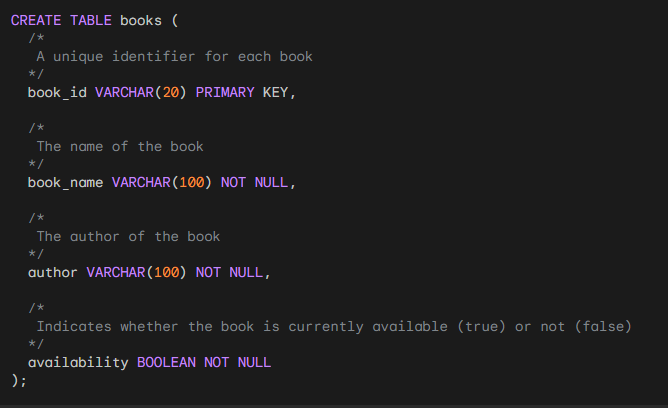 CREATE TABLE books (
  /*
   A unique identifier for each book
  */
  book_id VARCHAR(20) PRIMARY KEY,
  /*
   The name of the book
  */
  book_name VARCHAR(100) NOT NULL,
  /*
   The author of the book
  */
  author VARCHAR(100) NOT NULL,
  /*
   Indicates whether the book is currently available (true) or not (false)
  */
  availability BOOLEAN NOT NULL
);